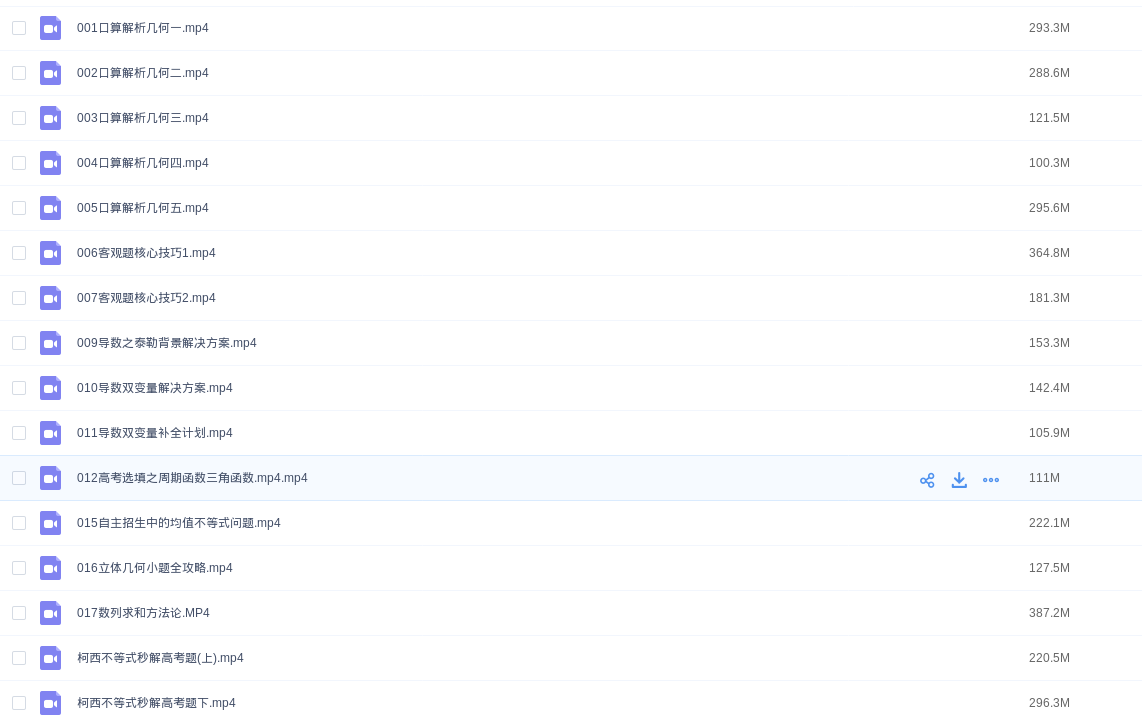 001口算解析几何一.mp4 293.3M
002口算解析几何二.mp4 288.6M
003口算解析几何三.mp4 121.5M
004口算解析几何四.mp4 100.3M
005口算解析几何五.mp4 295.6M
006客观题核心技巧1.mp4 364.8M
007客观题核心技巧2.mp4 181.3M
009导数之泰勒背景解决方案.mp4 153.3M
010导数双变量解决方案.mp4 142.4M
011导数双变量补全计划.mp4 105.9M
012高考选填之周期函数三角函数.mp4.mp4 111M
015自主招生中的均值不等式问题.mp4 222.1M
016立体几何小题全攻略.mp4 127.5M
017数列求和方法论.MP4 387.2M
柯西不等式秒解高考题(上).mp4 220.5M
柯西不等式秒解高考题下.mp4 296.3M